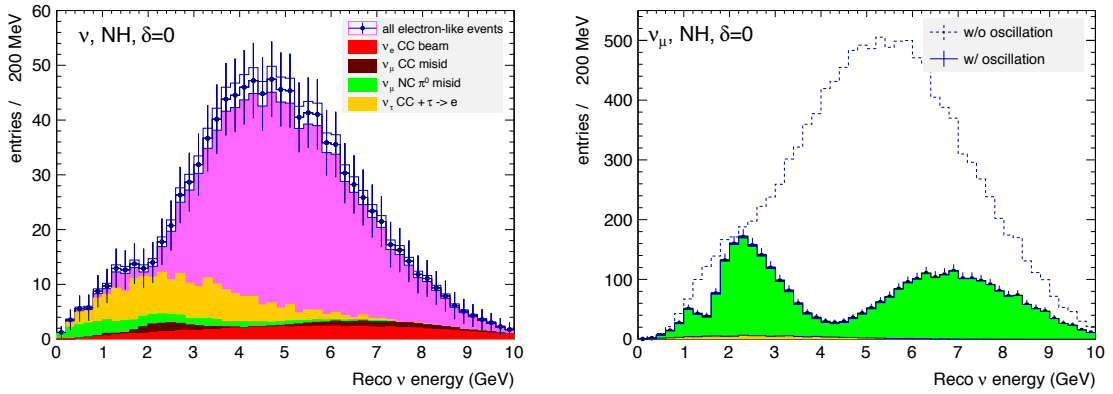 ν, NH, δ=0
all electron-like events
νe CC beam
νμ CC misid
νμ NC π⁰ misid
ντ CC + τ -> e
entries / 200 MeV
60
50
40
30
20
10
0
0 1 2 3 4 5 6 7 8 9 10
Reco ν energy (GeV)
νμ, NH, δ=0
w/o oscillation
w/ oscillation
entries / 200 MeV
500
400
300
200
100
0
0 1 2 3 4 5 6 7 8 9 10
Reco ν energy (GeV)